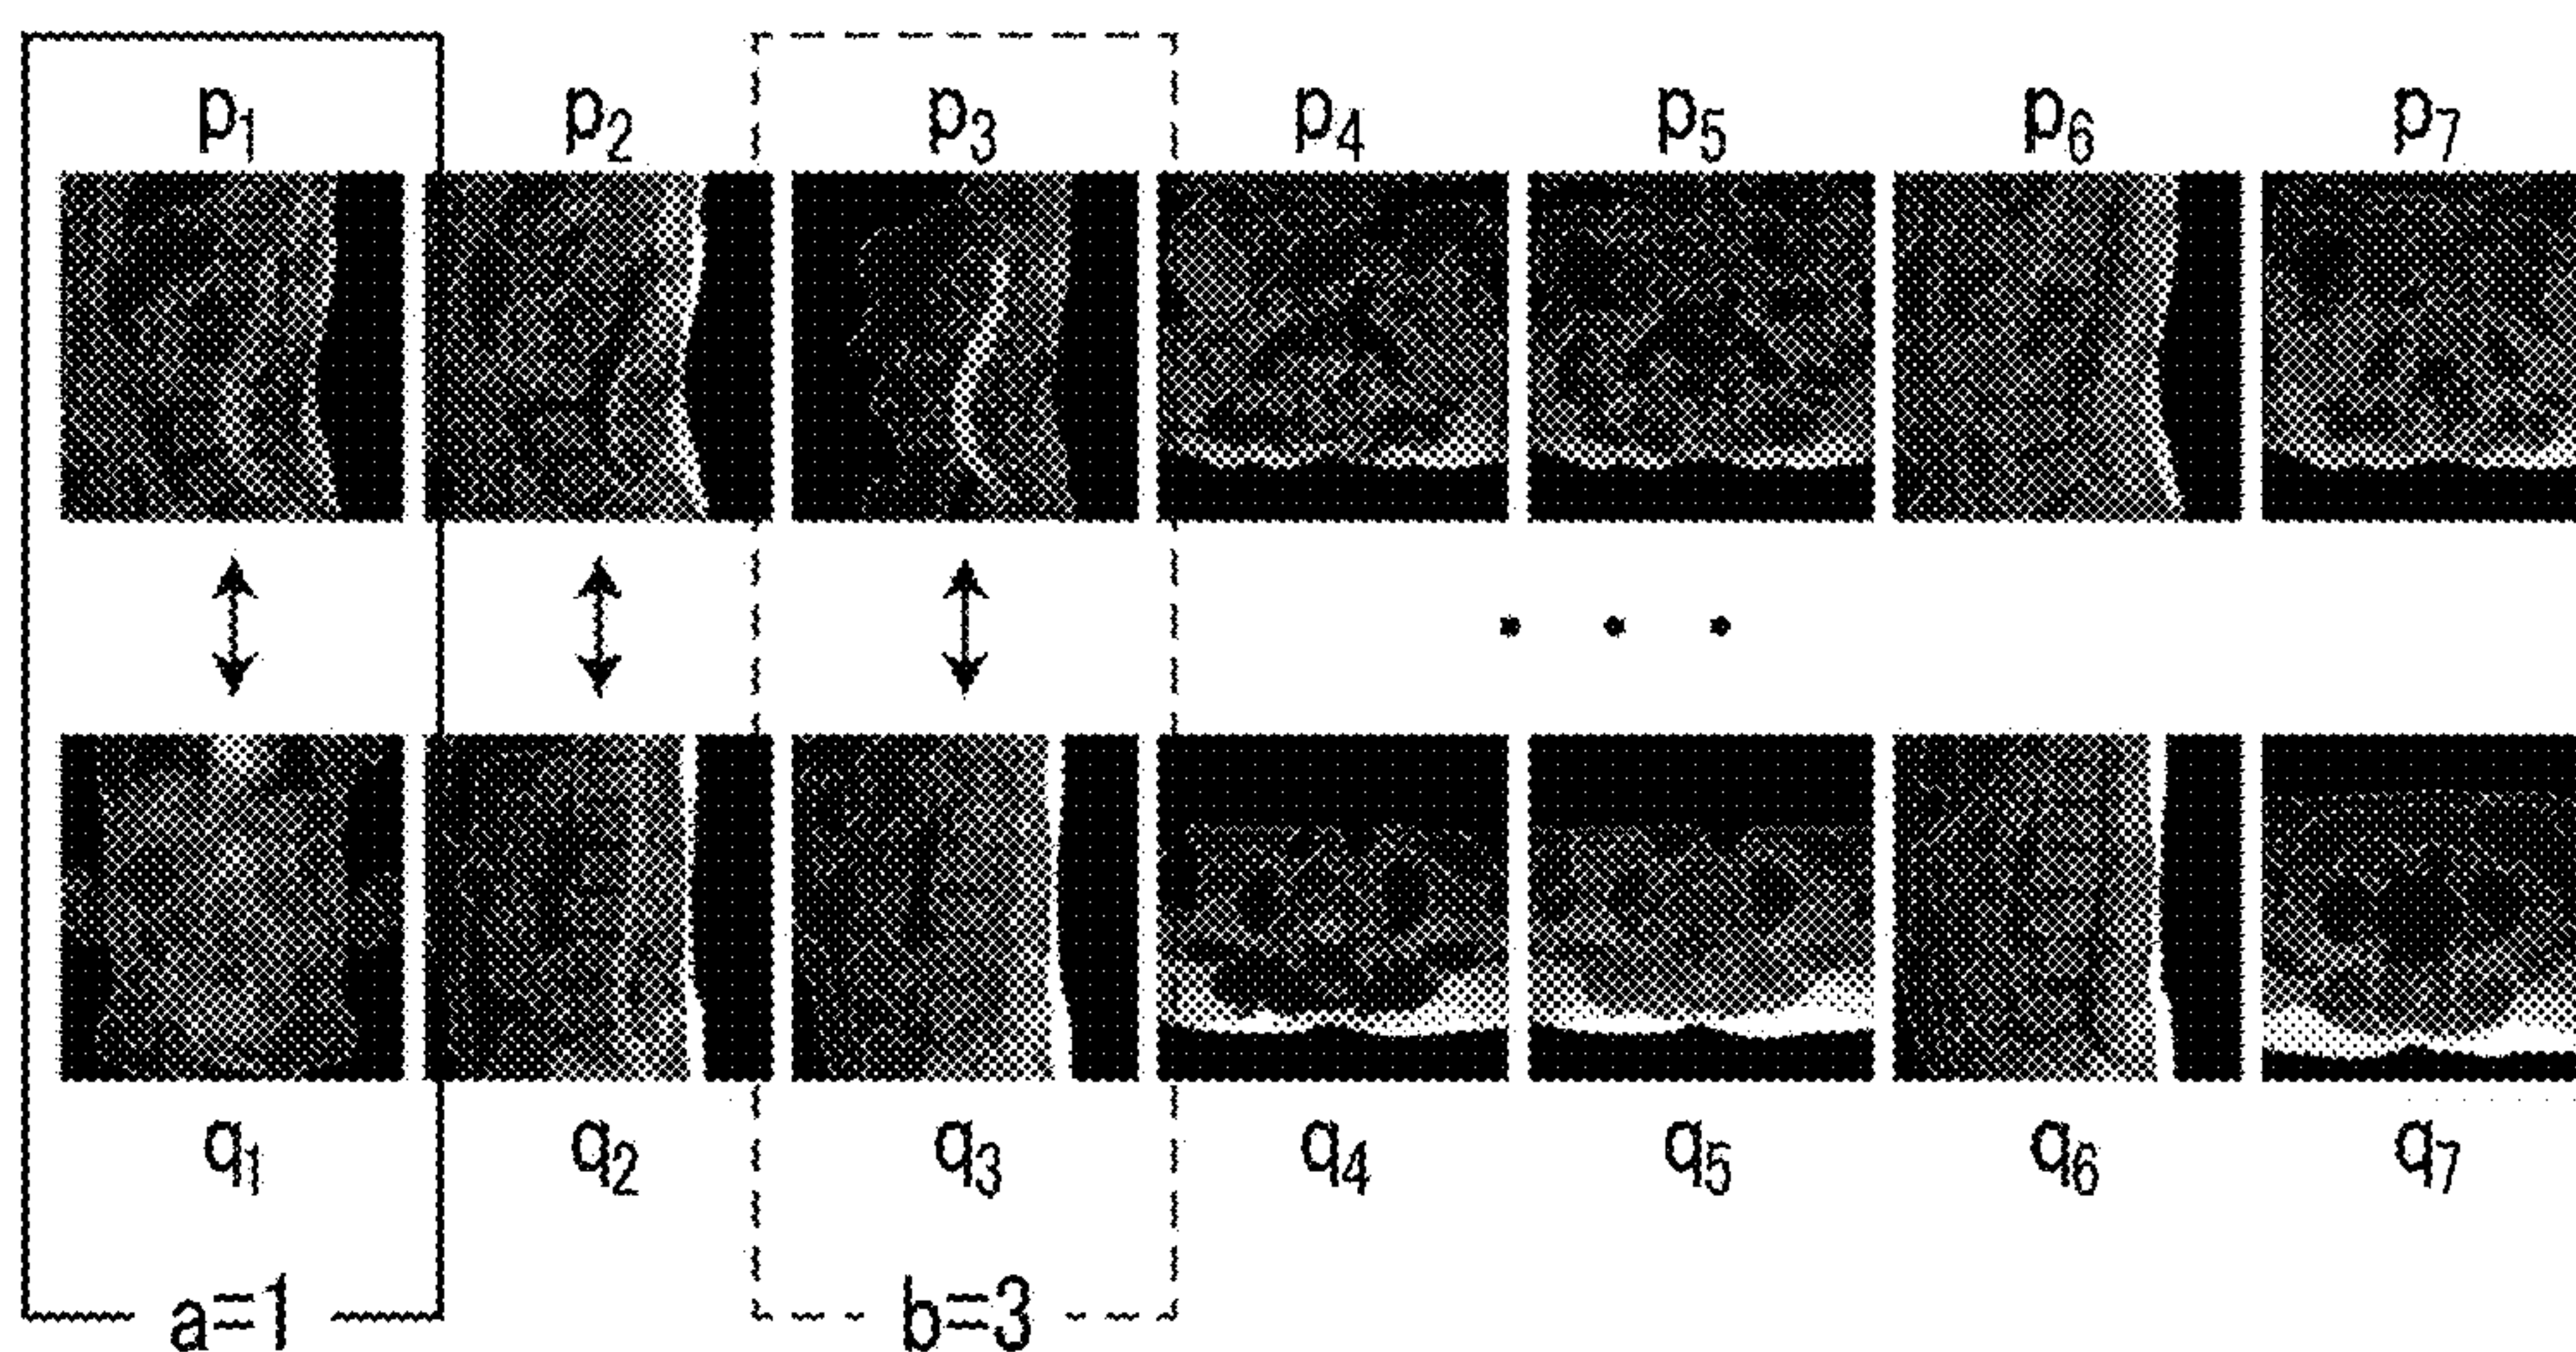 p₁ p₂ p₃ p₄ p₅ p₆ p₇
q₁ q₂ q₃ q₄ q₅ q₆ q₇
a=1 b=3